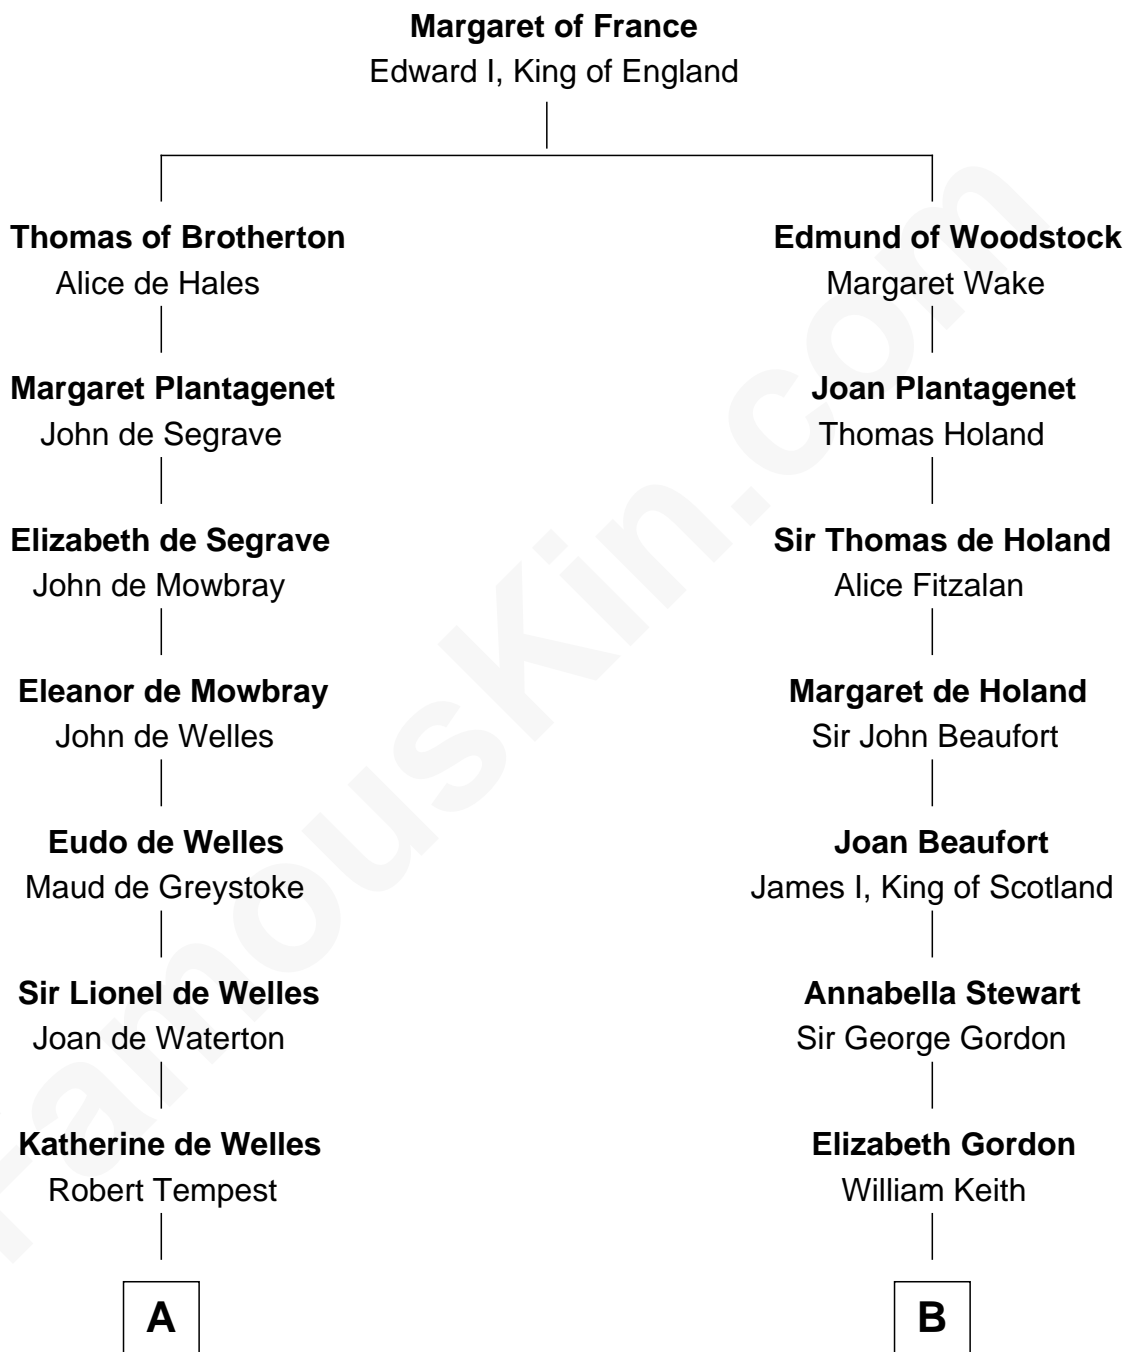 Margaret of France
Edward I, King of England
Thomas of Brotherton
Alice de Hales
Margaret Plantagenet
John de Segrave
Elizabeth de Segrave
John de Mowbray
Eleanor de Mowbray
John de Welles
Eudo de Welles
Maud de Greystoke
Sir Lionel de Welles
Joan de Waterton
Katherine de Welles
Robert Tempest
A
Edmund of Woodstock
Margaret Wake
Joan Plantagenet
Thomas Holand
Sir Thomas de Holand
Alice Fitzalan
Margaret de Holand
Sir John Beaufort
Joan Beaufort
James I, King of Scotland
Annabella Stewart
Sir George Gordon
Elizabeth Gordon
William Keith
B
FamousKin.com